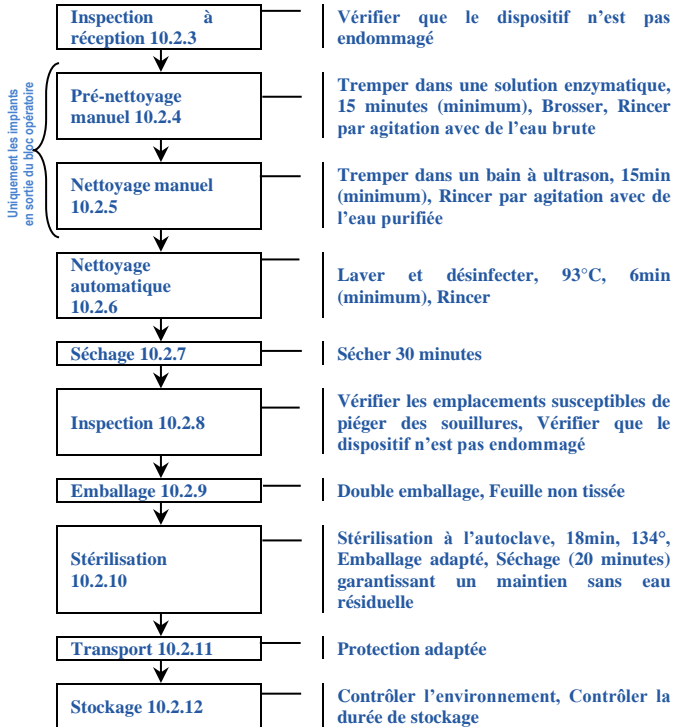 Inspection à
réception 10.2.3
Vérifier que le dispositif n'est pas
endommagé
Uniquement les implants
en sortie du bloc opératoire
Pré-nettoyage
manuel 10.2.4
Tremper dans une solution enzymatique,
15 minutes (minimum), Brosser, Rincer
par agitation avec de l'eau brute
Nettoyage manuel
10.2.5
Tremper dans un bain à ultrason, 15min
(minimum), Rincer par agitation avec de
l'eau purifiée
Nettoyage
automatique
10.2.6
Laver et désinfecter, 93°C, 6min
(minimum), Rincer
Séchage 10.2.7
Sécher 30 minutes
Inspection 10.2.8
Vérifier les emplacements susceptibles de
piéger des souillures, Vérifier que le
dispositif n'est pas endommagé
Emballage 10.2.9
Double emballage, Feuille non tissée
Stérilisation
10.2.10
Stérilisation à l'autoclave, 18min, 134°,
Emballage adapté, Séchage (20 minutes)
garantissant un maintien sans eau
résiduelle
Transport 10.2.11
Protection adaptée
Stockage 10.2.12
Contrôler l'environnement, Contrôler la
durée de stockage